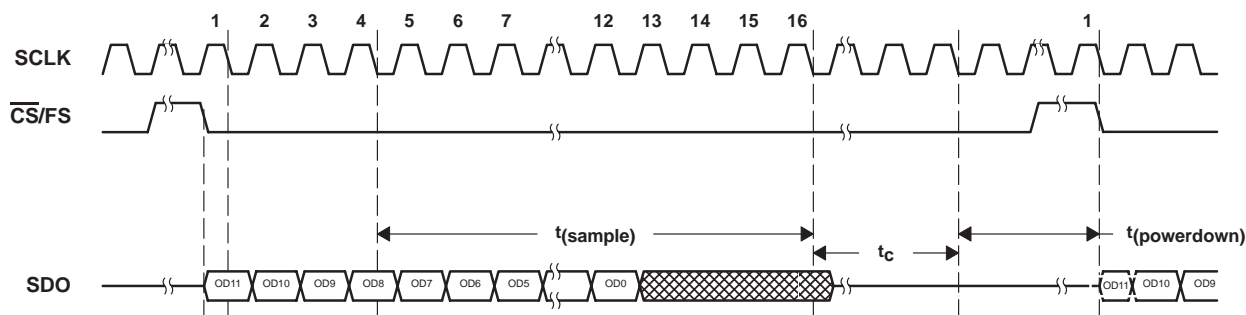 1 2 3 4 5 6 7 12 13 14 15 16 1
SCLK
CS/FS
t(sample)
t(powerdown)
tc
SDO
OD11 OD10 OD9 OD8 OD7 OD6 OD5 OD0 OD11 OD10 OD9